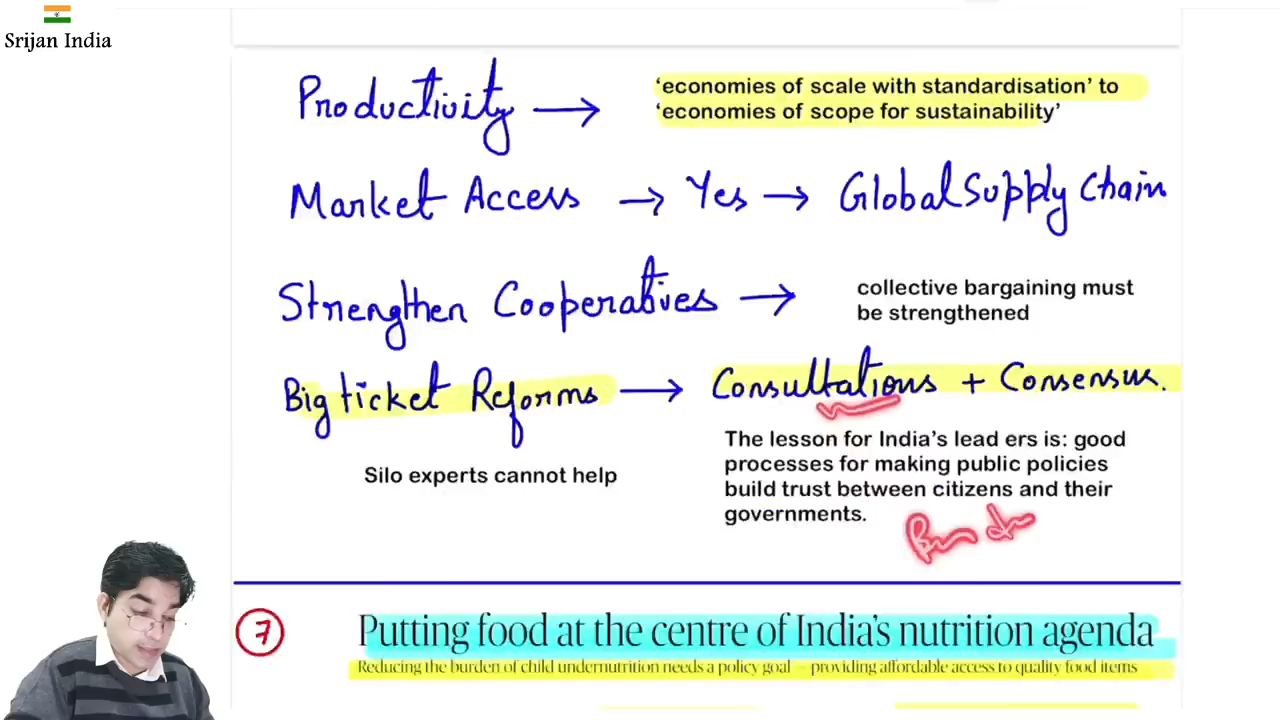 Srijan India
Productivity → 'economies of scale with standardisation' to
'economies of scope for sustainability'
Market Access → Yes → Global Supply Chain
Strengthen Cooperatives → collective bargaining must
be strengthened
Big ticket Reforms → Consultations + Consensus.
Silo experts cannot help
The lesson for India's lead ers is: good
processes for making public policies
build trust between citizens and their
governments.
7
Putting food at the centre of India's nutrition agenda
Reducing the burden of child undernutrition needs a policy goal — providing affordable access to quality food items